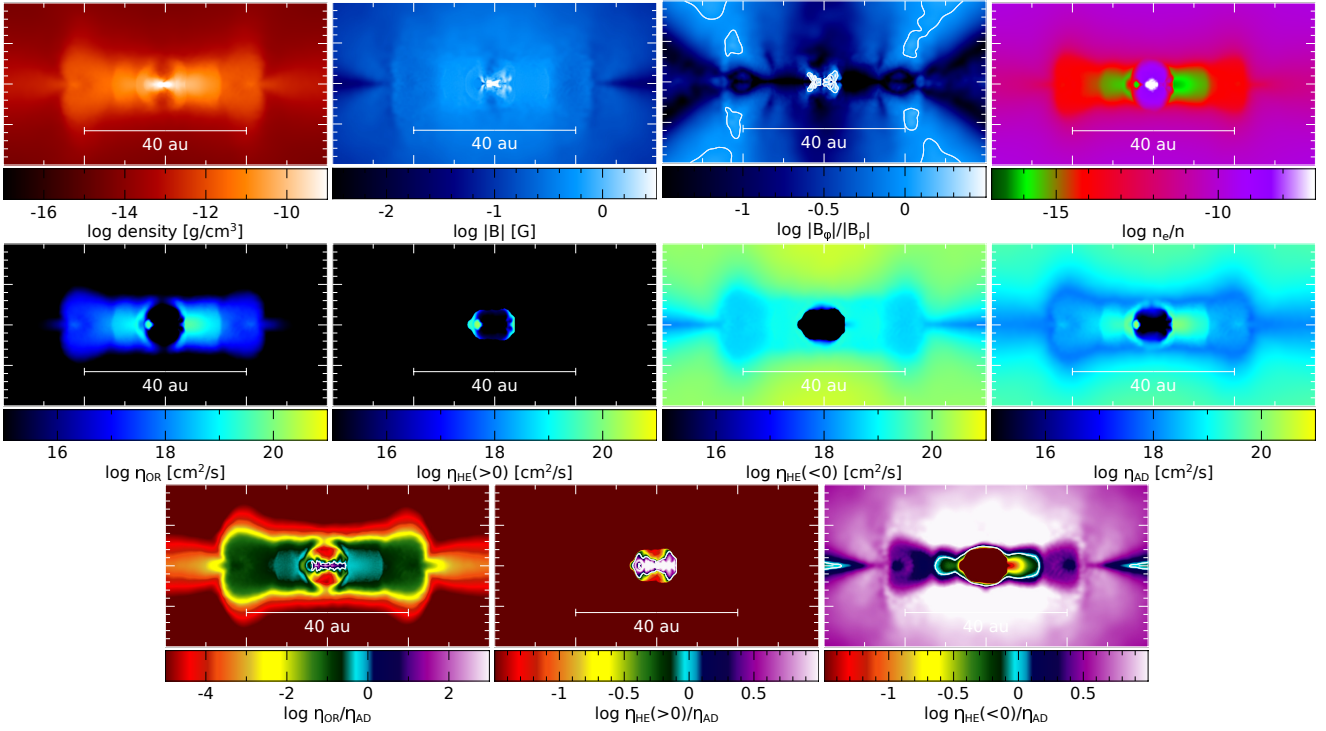 40 au 40 au 40 au 40 au
-16 -14 -12 -10 -2 -1 0 -1 -0.5 0 -15 -10
log density [g/cm³] log |B| [G] log |Bᵩ|/|Bₚ| log nₑ/n
40 au 40 au 40 au 40 au
16 18 20 16 18 20 16 18 20 16 18 20
log η_OR [cm²/s] log η_HE(>0) [cm²/s] log η_HE(<0) [cm²/s] log η_AD [cm²/s]
40 au 40 au 40 au
-4 -2 0 2 -1 -0.5 0 0.5 -1 -0.5 0 0.5
log η_OR/η_AD log η_HE(>0)/η_AD log η_HE(<0)/η_AD